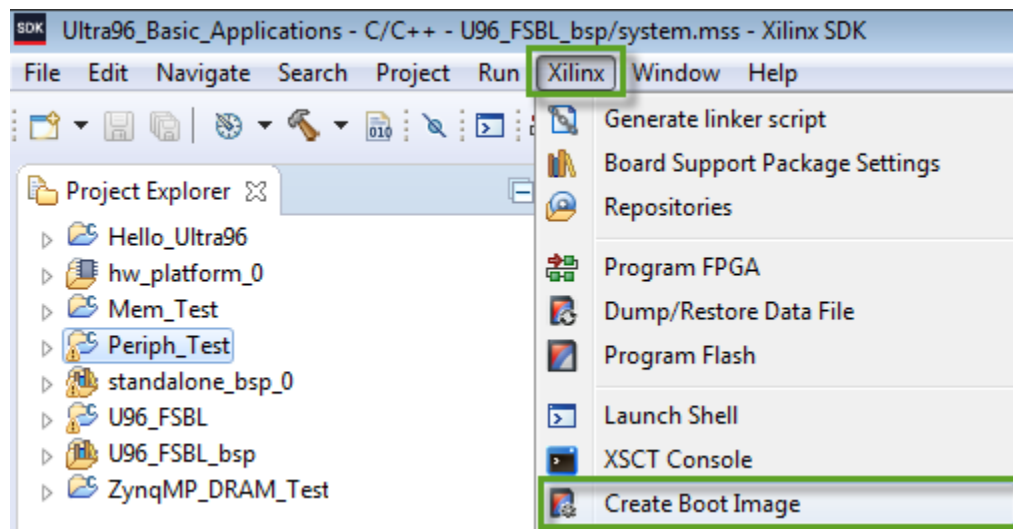 SDK Ultra96_Basic_Applications - C/C++ - U96_FSBL_bsp/system.mss - Xilinx SDK
File Edit Navigate Search Project Run Xilinx Window Help
010
Generate linker script
Board Support Package Settings
Project Explorer
Repositories
Hello_Ultra96
hw_platform_0
Program FPGA
Mem_Test
Dump/Restore Data File
Periph_Test
Program Flash
standalone_bsp_0
U96_FSBL
Launch Shell
U96_FSBL_bsp
XSCT Console
ZynqMP_DRAM_Test
Create Boot Image